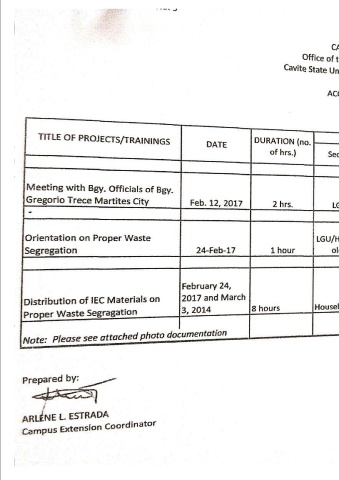 CA
Office of t
Cavite State Un
ACC
TITLE OF PROJECTS/TRAININGS DATE DURATION (no. of hrs.) Sec
Meeting with Bgy. Officials of Bgy.
Gregorio Trece Martites City Feb. 12, 2017 2 hrs. LG
-
Orientation on Proper Waste
Segregation 24-Feb-17 1 hour LGU/H
ol
Distribution of IEC Materials on
Proper Waste Segragation February 24,
2017 and March
3, 2014 8 hours Househ
Note: Please see attached photo documentation
Prepared by:
ARLENE L. ESTRADA
Campus Extension Coordinator